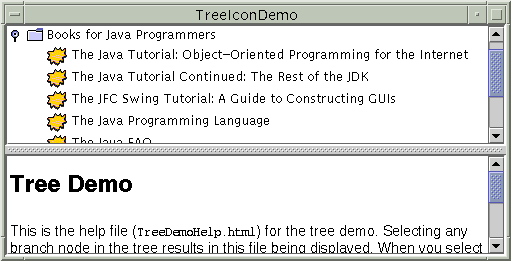 TreeIconDemo
Books for Java Programmers
The Java Tutorial: Object-Oriented Programming for the Internet
The Java Tutorial Continued: The Rest of the JDK
The JFC Swing Tutorial: A Guide to Constructing GUIs
The Java Programming Language
The Java FAQ
Tree Demo
This is the help file (TreeDemoHelp.html) for the tree demo. Selecting any
branch node in the tree results in this file being displayed. When you select